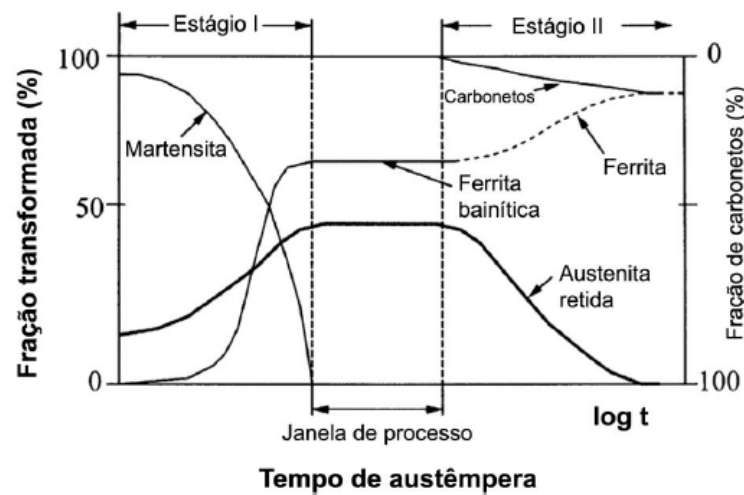 Estágio I
Estágio II
100
0
Carbonetos
Martensita
Ferrita
Ferrita
bainítica
50
Austenita
retida
0
100
Fração transformada (%)
Fração de carbonetos (%)
log t
Janela de processo
Tempo de austêmpera